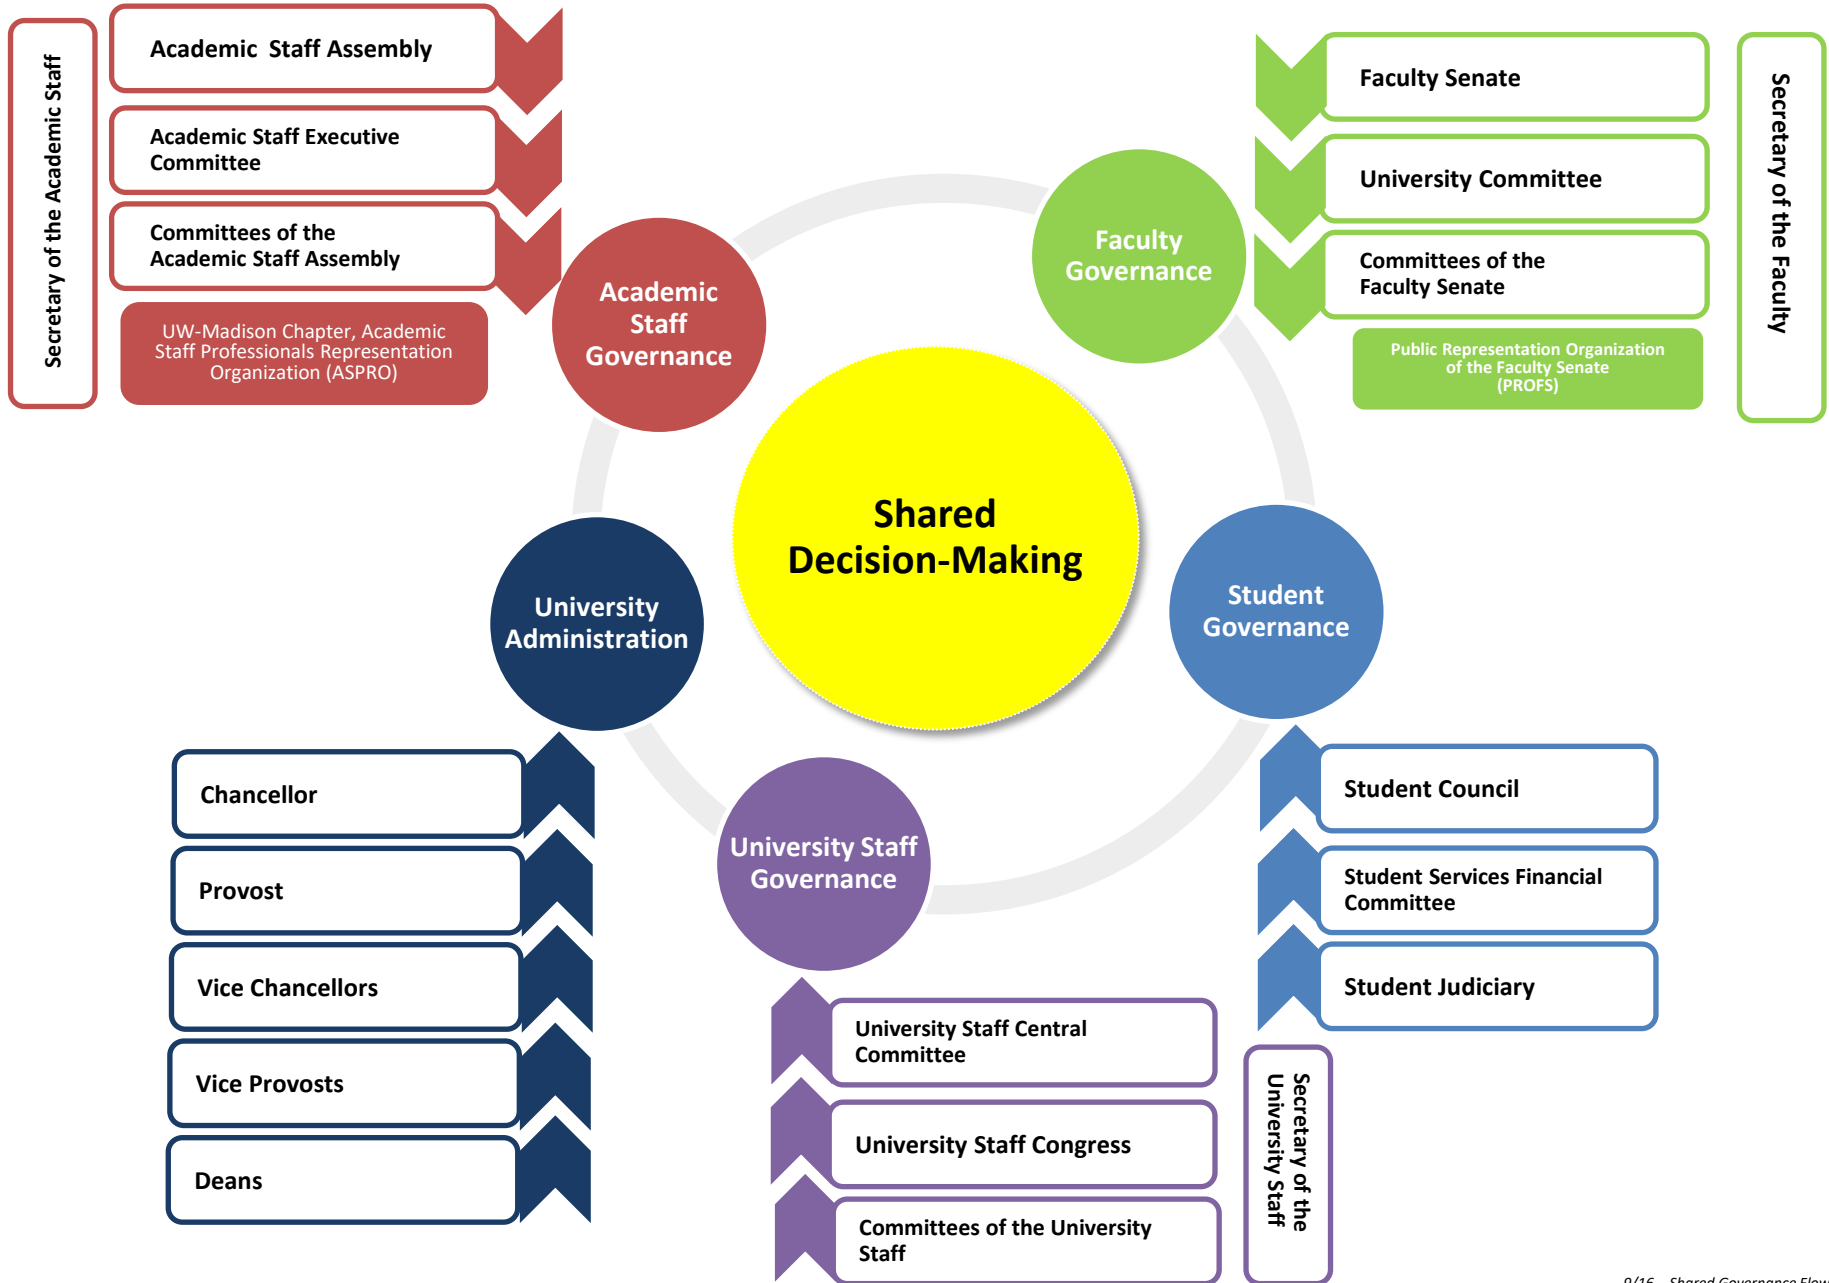 Secretary of the Academic Staff
Academic Staff Assembly
Academic Staff Executive
Committee
Committees of the
Academic Staff Assembly
UW-Madison Chapter, Academic
Staff Professionals Representation
Organization (ASPRO)
Academic
Staff
Governance
Faculty
Governance
Faculty Senate
University Committee
Committees of the
Faculty Senate
Public Representation Organization
of the Faculty Senate
(PROFS)
Secretary of the Faculty
Shared
Decision-Making
University
Administration
Student
Governance
University Staff
Governance
Chancellor
Provost
Vice Chancellors
Vice Provosts
Deans
University Staff Central
Committee
University Staff Congress
Committees of the University
Staff
Secretary of the
University Staff
Student Council
Student Services Financial
Committee
Student Judiciary
9/16 Shared Governance Flow